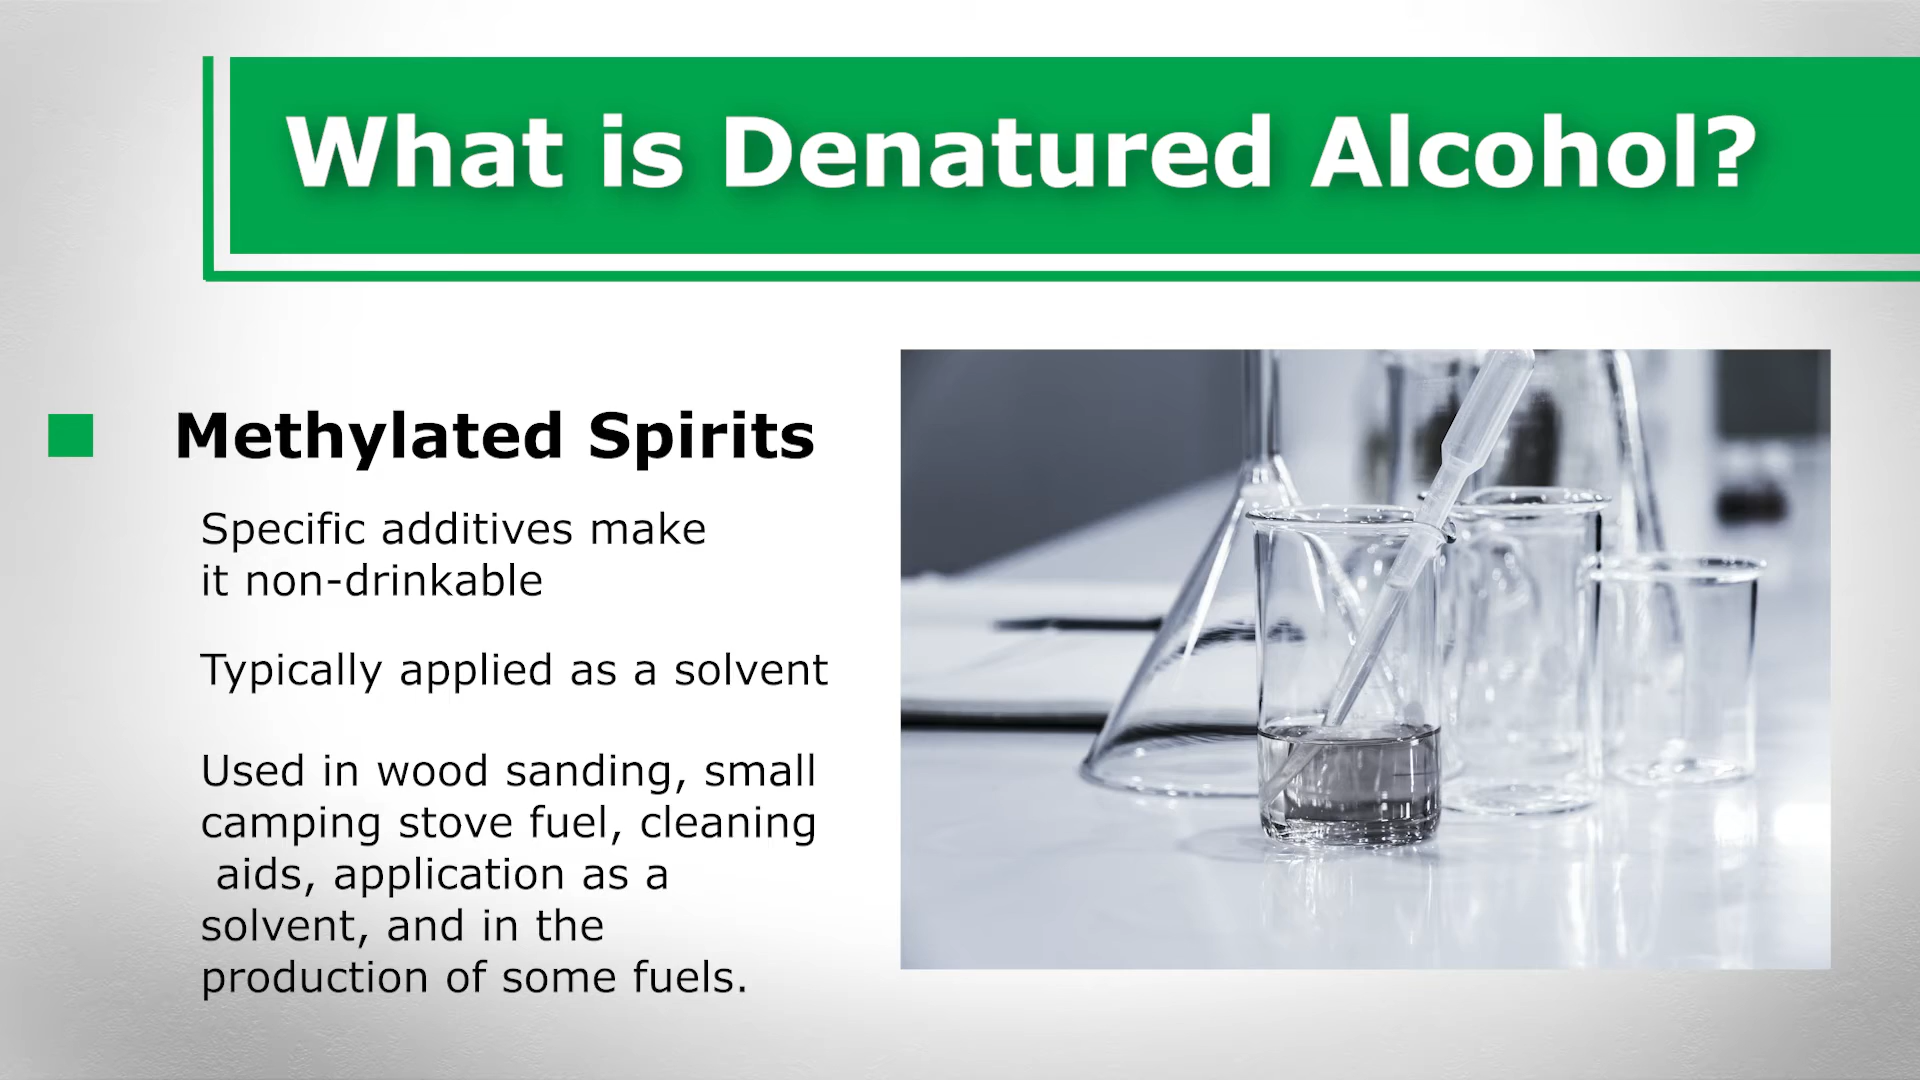 What is Denatured Alcohol?
Methylated Spirits
Specific additives make
it non-drinkable
Typically applied as a solvent
Used in wood sanding, small
camping stove fuel, cleaning
aids, application as a
solvent, and in the
production of some fuels.